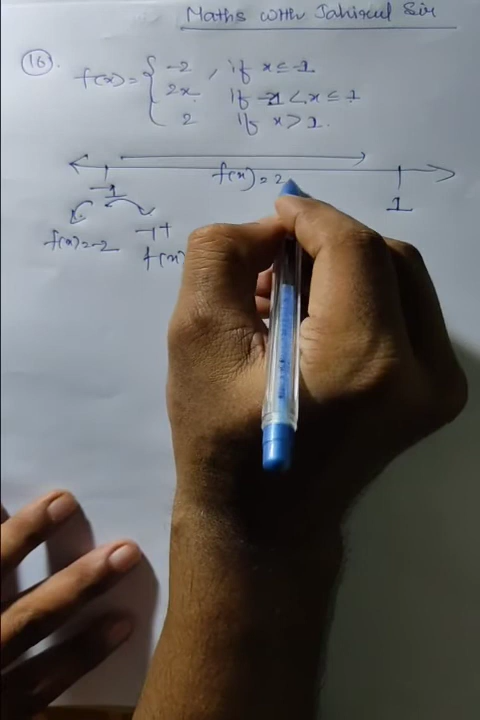 Maths with Jahirul Sir
16.
f(x) = { -2 , if x ≤ -1
2x if -1 < x ≤ 1
2 if x > 1.
f(x) = 2
-1 1
f(x) = -2 -1+
f(x)